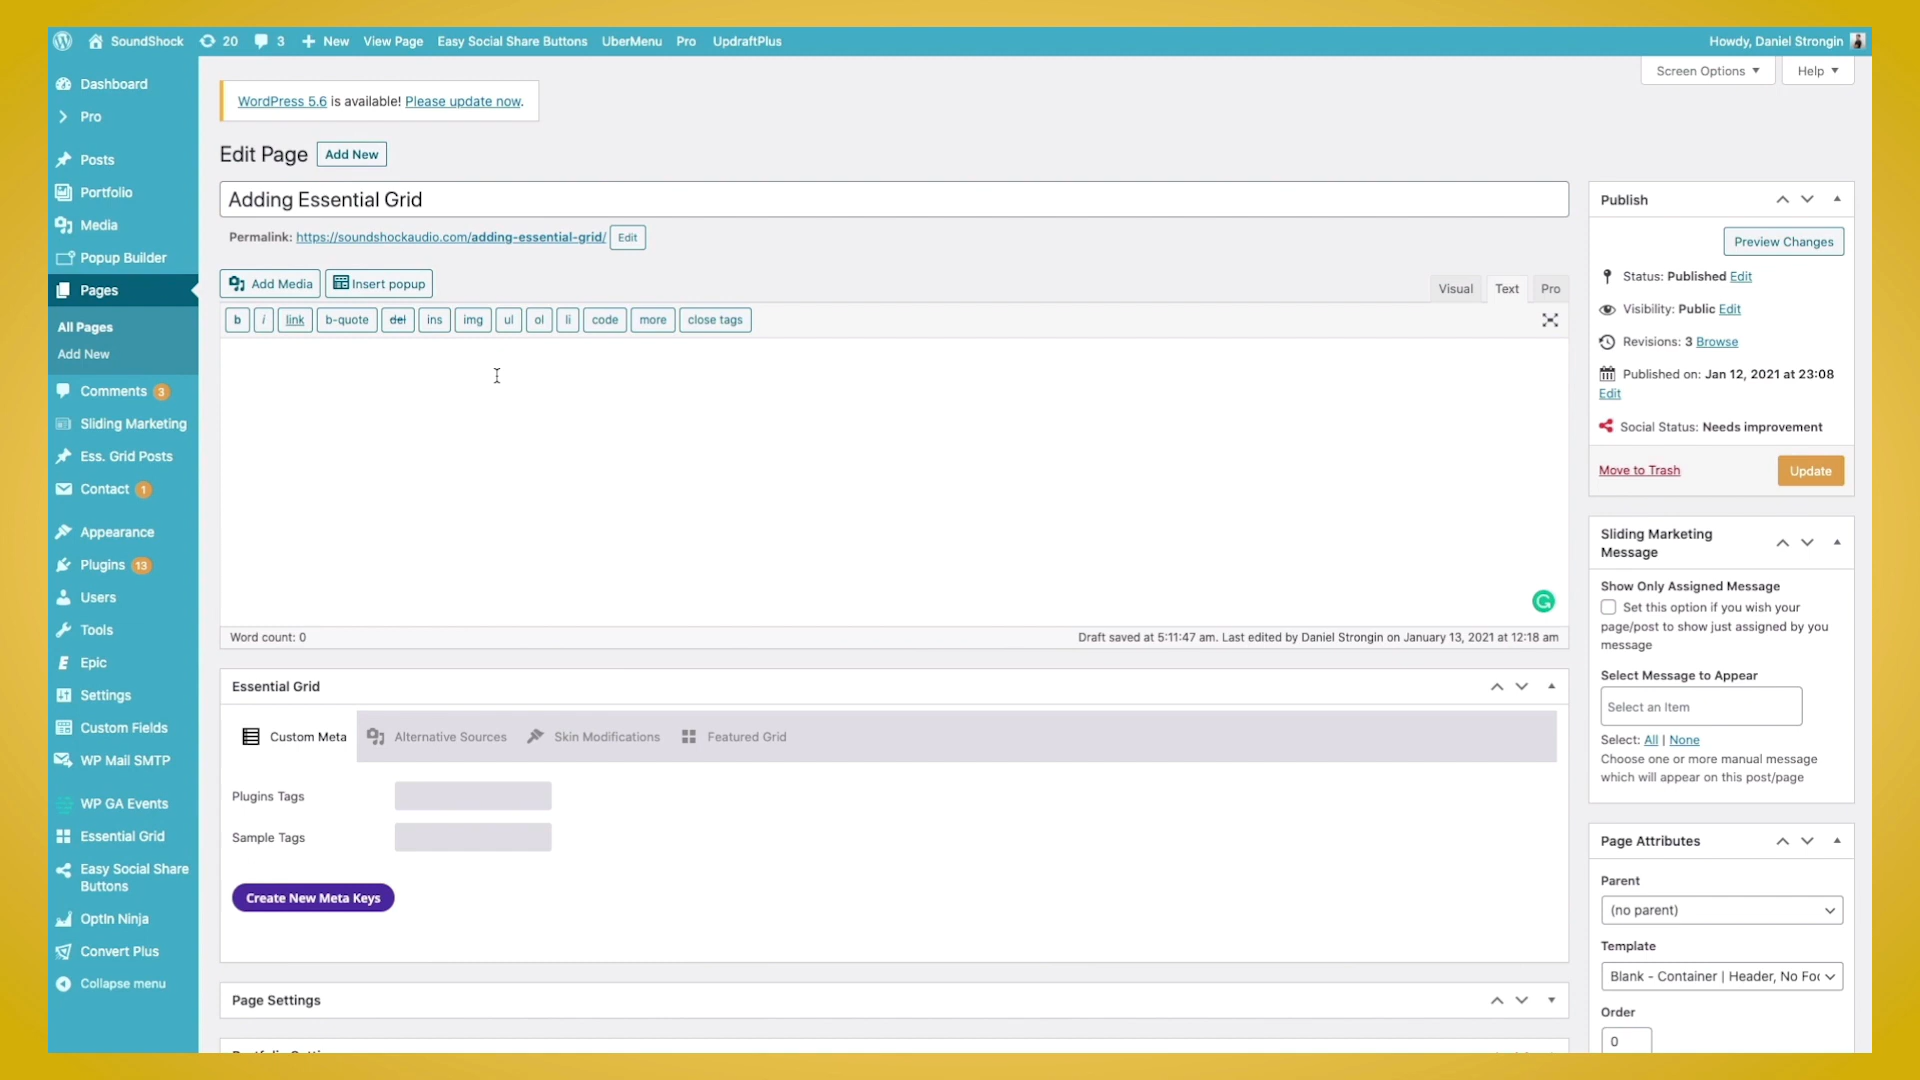 SoundShock 20 3 New View Page Easy Social Share Buttons UberMenu Pro UpdraftPlus Howdy, Daniel Strongin
Screen Options Help
Dashboard
Pro
Posts
Portfolio
Media
Popup Builder
Pages
All Pages
Add New
Comments 3
Sliding Marketing
Ess. Grid Posts
Contact 1
Appearance
Plugins 13
Users
Tools
Epic
Settings
Custom Fields
WP Mail SMTP
WP GA Events
Essential Grid
Easy Social Share
Buttons
OptIn Ninja
Convert Plus
Collapse menu
WordPress 5.6 is available! Please update now.
Edit Page Add New
Adding Essential Grid
Permalink: https://soundshockaudio.com/adding-essential-grid/ Edit
Add Media Insert popup
Visual Text Pro
b i link b-quote del ins img ul ol li code more close tags
Word count: 0
Draft saved at 5:11:47 am. Last edited by Daniel Strongin on January 13, 2021 at 12:18 am
Essential Grid
Custom Meta Alternative Sources Skin Modifications Featured Grid
Plugins Tags
Sample Tags
Create New Meta Keys
Page Settings
Publish
Preview Changes
Status: Published Edit
Visibility: Public Edit
Revisions: 3 Browse
Published on: Jan 12, 2021 at 23:08
Edit
Social Status: Needs improvement
Move to Trash Update
Sliding Marketing
Message
Show Only Assigned Message
Set this option if you wish your
page/post to show just assigned by you
message
Select Message to Appear
Select an Item
Select: All | None
Choose one or more manual message
which will appear on this post/page
Page Attributes
Parent
(no parent)
Template
Blank - Container | Header, No Foo
Order
0